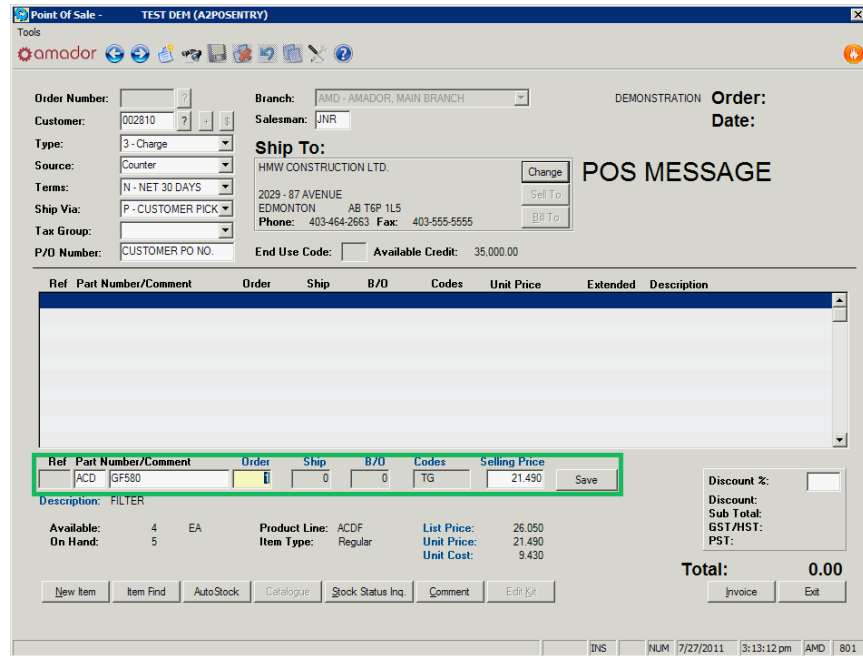 Point Of Sale - TEST DEM (A2POSENTRY)
Tools
amador
Order Number: ? Branch: AMD - AMADOR, MAIN BRANCH DEMONSTRATION Order:
Customer: 002810 ? + $ Salesman: JNR Date:
Type: 3 - Charge Ship To:
Source: Counter HMW CONSTRUCTION LTD. Change POS MESSAGE
Terms: N - NET 30 DAYS 2029 - 87 AVENUE Sell To
Ship Via: P - CUSTOMER PICK EDMONTON AB T6P 1L5 Bill To
Phone: 403-464-2663 Fax: 403-555-5555
Tax Group:
P/O Number: CUSTOMER PO NO. End Use Code: Available Credit: 35,000.00
Ref Part Number/Comment Order Ship B/O Codes Unit Price Extended Description
Ref Part Number/Comment Order Ship B/O Codes Selling Price
ACD GF580 1 0 0 TG 21.490 Save Discount %:
Description: FILTER Discount:
Sub Total:
Available: 4 EA Product Line: ACDF List Price: 26.050 GST/HST:
On Hand: 5 Item Type: Regular Unit Price: 21.490 PST:
Unit Cost: 9.430
Total: 0.00
New Item Item Find AutoStock Catalogue Stock Status Inq. Comment Edit Kit Invoice Exit
INS NUM 7/27/2011 3:13:12 pm AMD 801